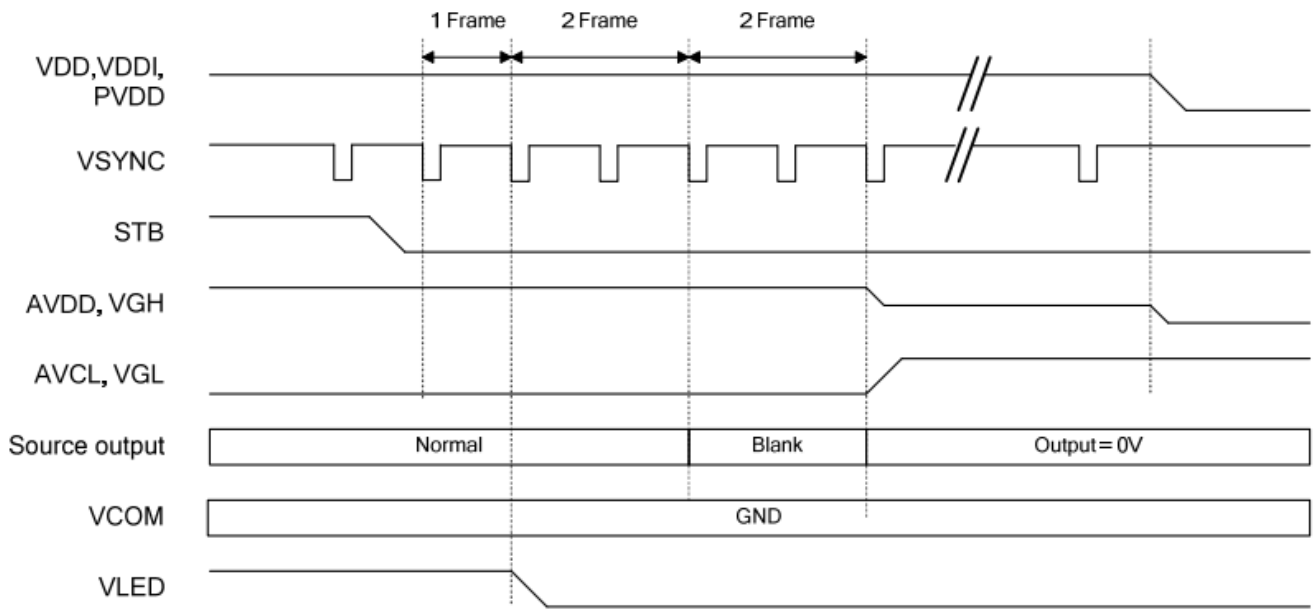 1 Frame 2 Frame 2 Frame
VDD,VDDI,
PVDD
VSYNC
STB
AVDD, VGH
AVCL, VGL
Source output Normal Blank Output = 0V
VCOM GND
VLED